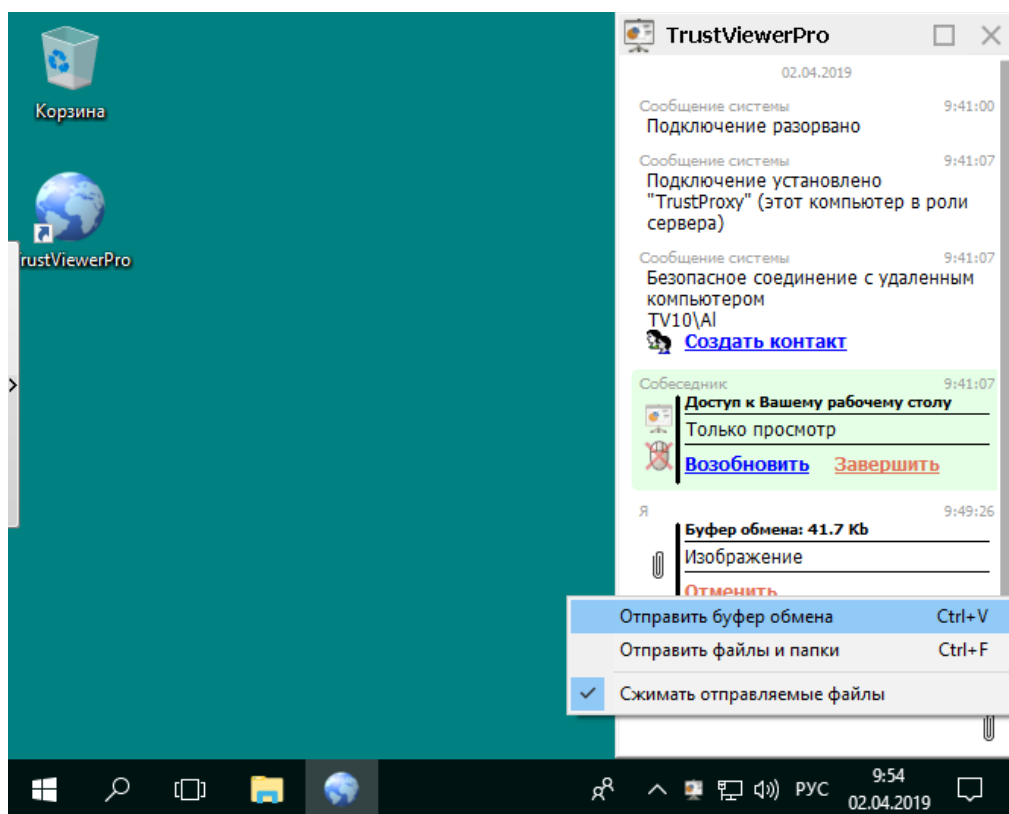 Корзина
rustViewerPro
TrustViewerPro
02.04.2019
Сообщение системы 9:41:00
Подключение разорвано
Сообщение системы 9:41:07
Подключение установлено
"TrustProxy" (этот компьютер в роли
сервера)
Сообщение системы 9:41:07
Безопасное соединение с удаленным
компьютером
TV10\Al
Создать контакт
Собеседник 9:41:07
Доступ к Вашему рабочему столу
Только просмотр
Возобновить Завершить
Я 9:49:26
Буфер обмена: 41.7 Kb
Изображение
Отменить
Отправить буфер обмена Ctrl+V
Отправить файлы и папки Ctrl+F
Сжимать отправляемые файлы
РУС
9:54
02.04.2019